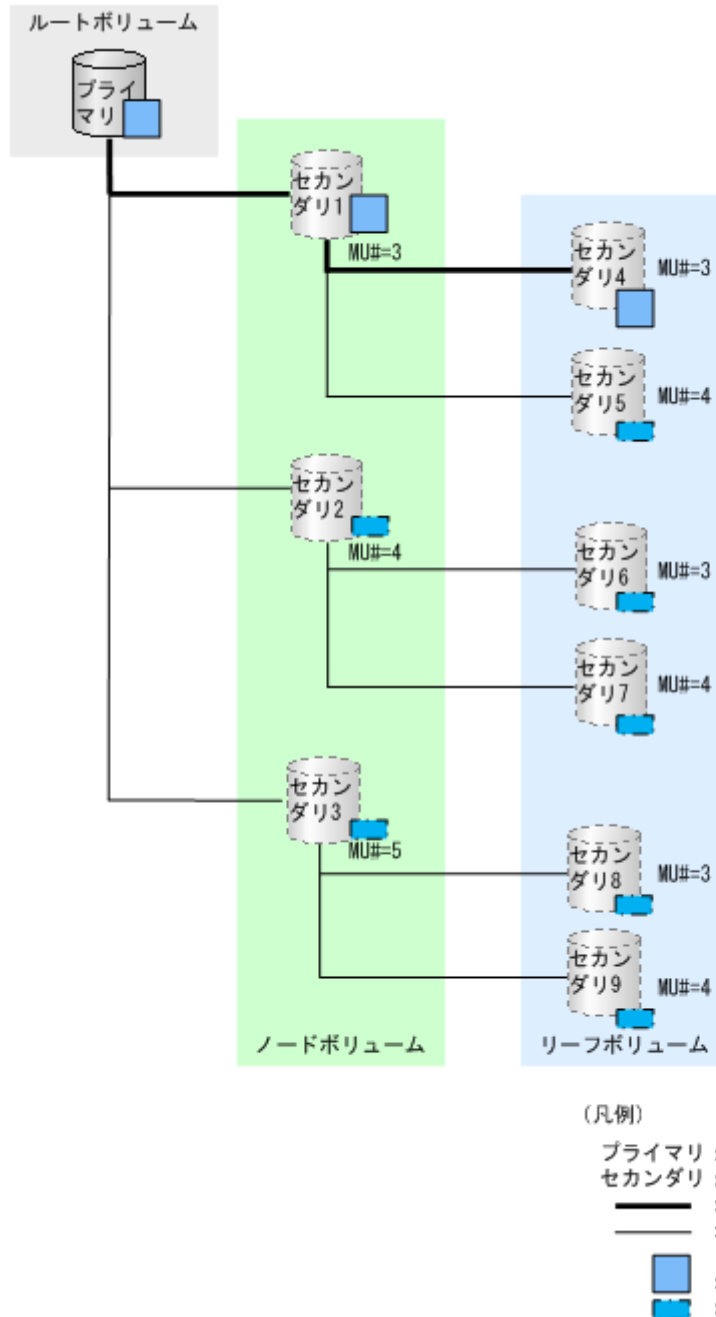 ルートボリューム
プライ
マリ
セカン
ダリ1
MU#=3
セカン
ダリ4
MU#=3
セカン
ダリ5
MU#=4
セカン
ダリ2
MU#=4
セカン
ダリ6
MU#=3
セカン
ダリ7
MU#=4
セカン
ダリ3
MU#=5
セカン
ダリ8
MU#=3
セカン
ダリ9
MU#=4
ノードボリューム
リーフボリューム
(凡例)
プライマリ :
セカンダリ :